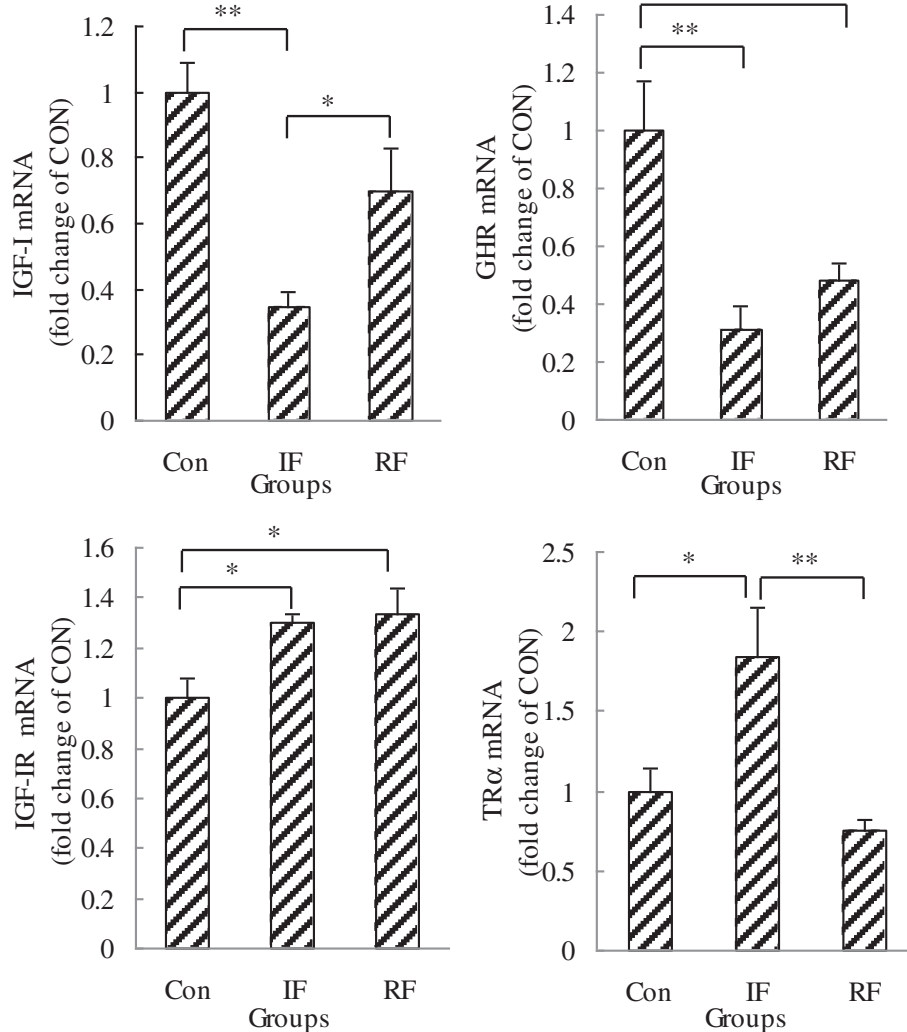 **
*
1.2
1
0.8
0.6
0.4
0.2
0
IGF-I mRNA
(fold change of CON)
Con IF RF
Groups
**
1.4
1.2
1
0.8
0.6
0.4
0.2
0
GHR mRNA
(fold change of CON)
Con IF RF
Groups
*
*
1.6
1.4
1.2
1
0.8
0.6
0.4
0.2
0
IGF-IR mRNA
(fold change of CON)
Con IF RF
Groups
*
**
2.5
2
1.5
1
0.5
0
TRα mRNA
(fold change of CON)
Con IF RF
Groups